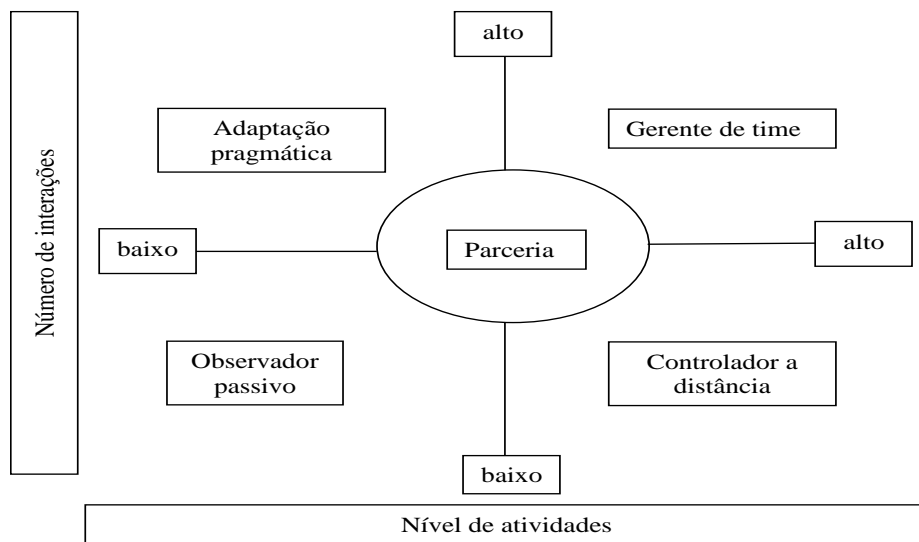 alto
Número de interações
Adaptação
pragmática
Gerente de time
baixo
Parceria
alto
Observador
passivo
Controlador a
distância
baixo
Nível de atividades